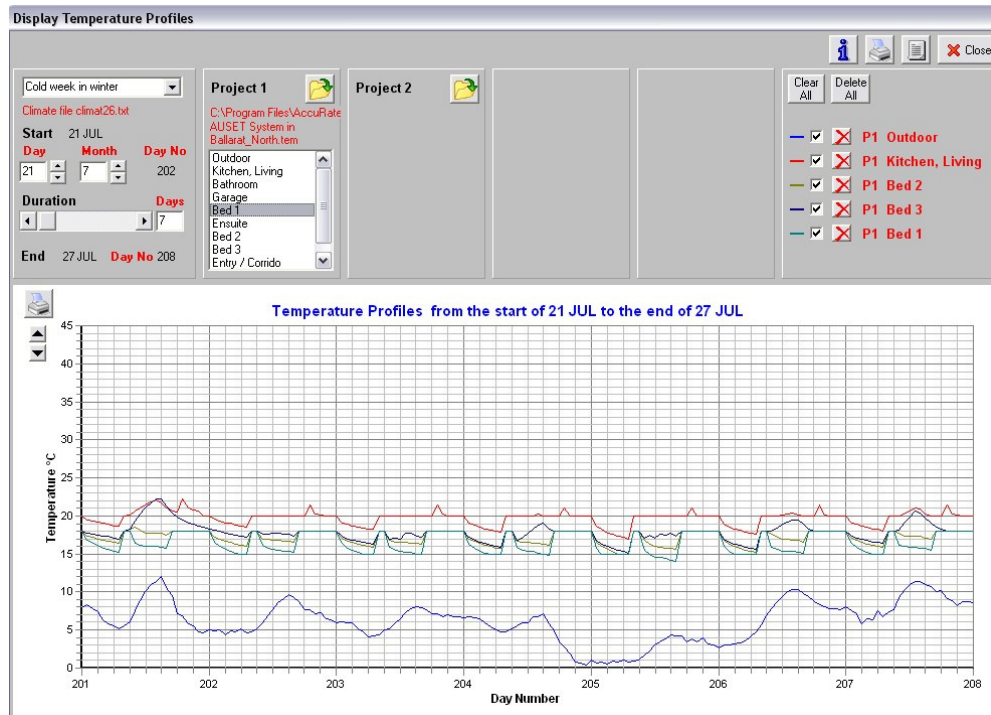 Display Temperature Profiles
Close
Cold week in winter
Climate file climat26.txt
Start 21 JUL
Day Month Day No
21 7 202
Duration Days
7
End 27 JUL Day No 208
Project 1
C:\Program Files\AccuRate
AUSET System in
Ballarat_North.tem
Outdoor
Kitchen, Living
Bathroom
Garage
Bed 1
Ensuite
Bed 2
Bed 3
Entry / Corrido
Project 2
Clear All
Delete All
P1 Outdoor
P1 Kitchen, Living
P1 Bed 2
P1 Bed 3
P1 Bed 1
Temperature Profiles from the start of 21 JUL to the end of 27 JUL
Temperature °C
45
40
35
30
25
20
15
10
5
0
201 202 203 204 205 206 207 208
Day Number